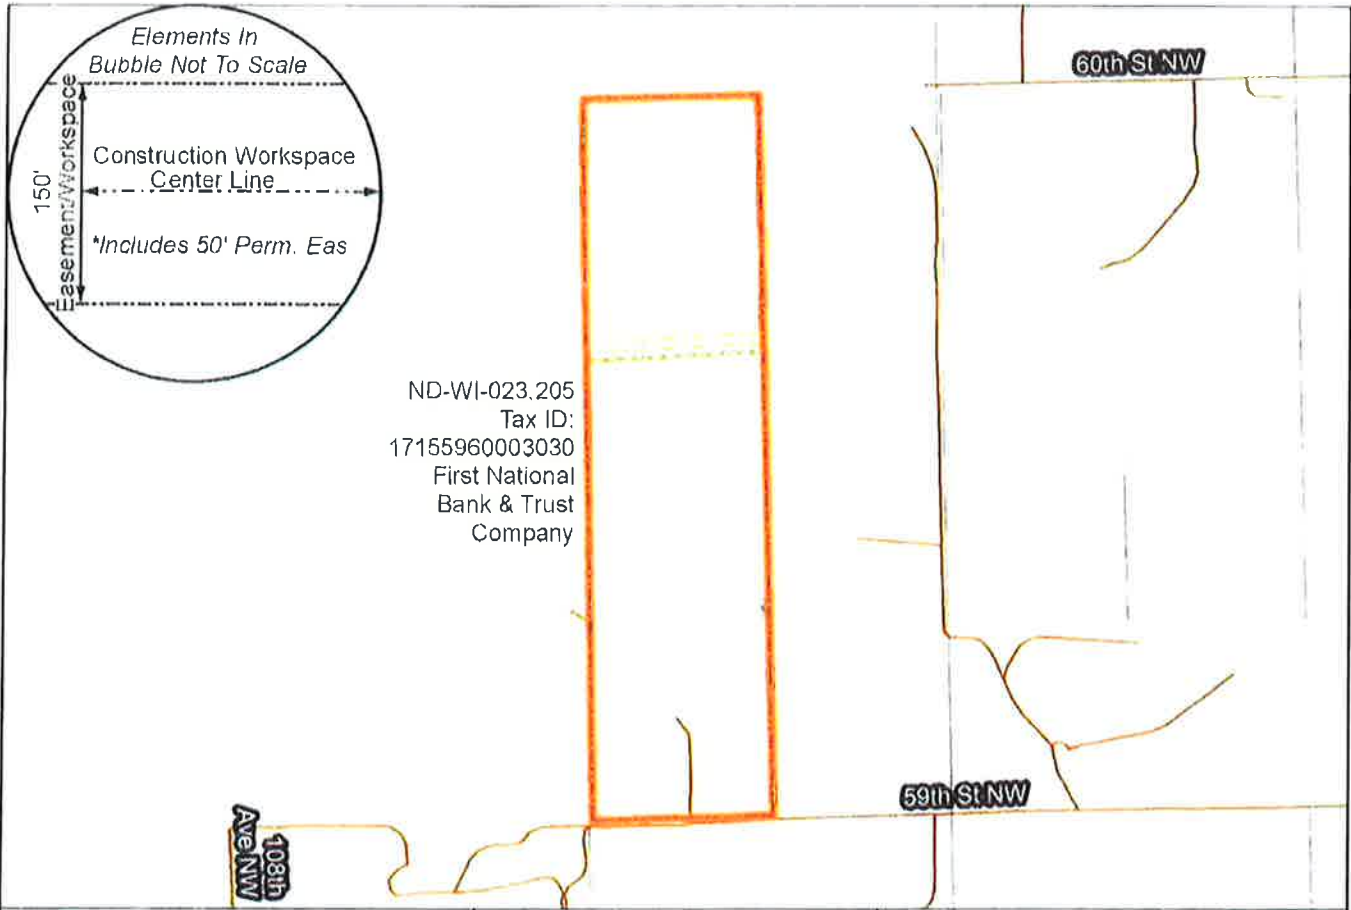 Elements In
Bubble Not To Scale
150'
Easement/Workspace
Construction Workspace
Center Line
*Includes 50' Perm. Eas
60th St NW
ND-WI-023.205
Tax ID:
17155960003030
First National
Bank & Trust
Company
59th St NW
108th
Ave NW